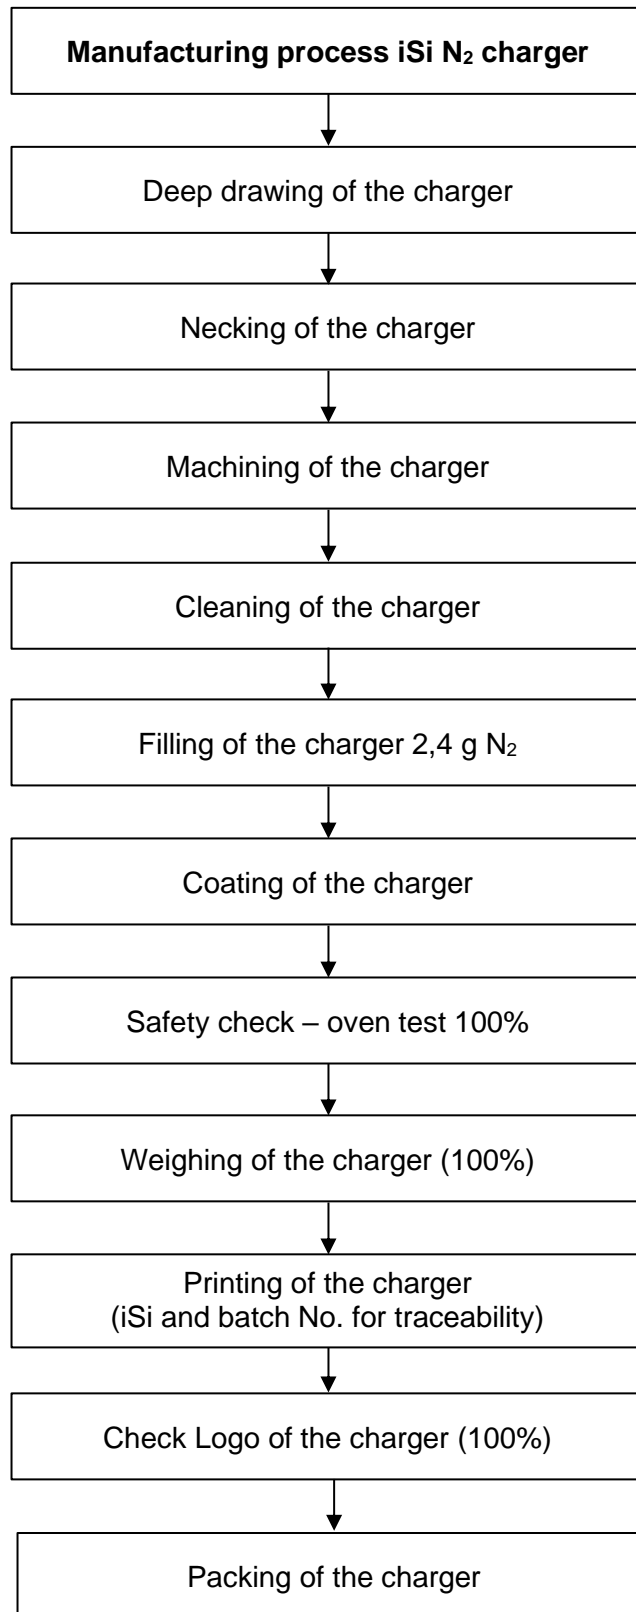 Manufacturing process iSi N₂ charger
Deep drawing of the charger
Necking of the charger
Machining of the charger
Cleaning of the charger
Filling of the charger 2,4 g N₂
Coating of the charger
Safety check – oven test 100%
Weighing of the charger (100%)
Printing of the charger
(iSi and batch No. for traceability)
Check Logo of the charger (100%)
Packing of the charger